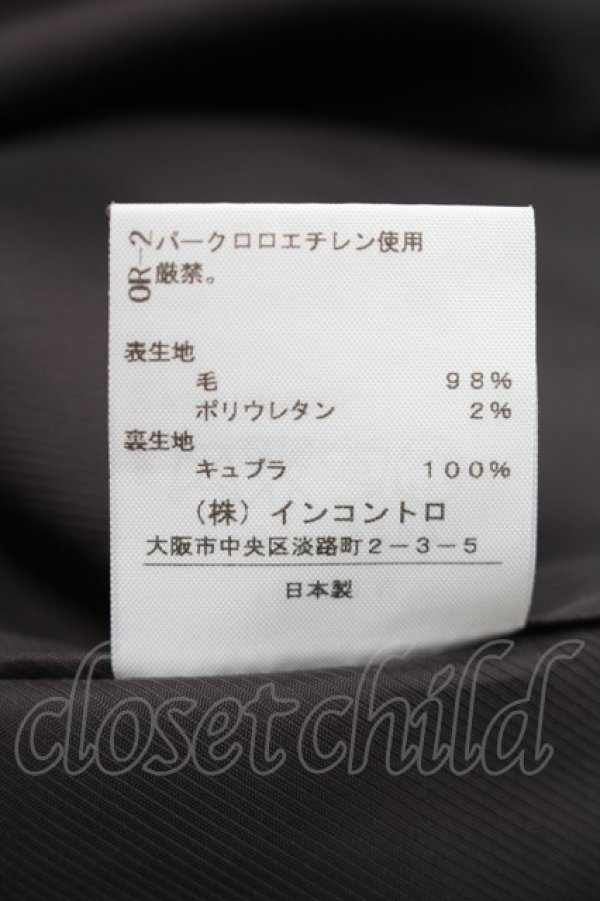 OR-2
パークロロエチレン使用
厳禁。
表生地
毛 98%
ポリウレタン 2%
裏生地
キュプラ 100%
(株)インコントロ
大阪市中央区淡路町2-3-5
日本製
closetchild